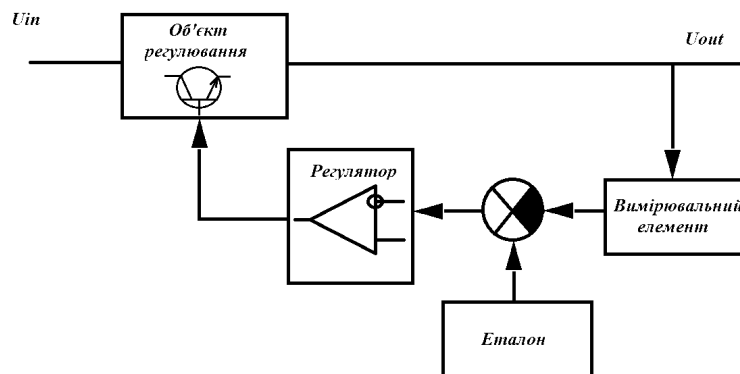 Uin
Об'єкт
регулювання
Uout
Регулятор
Вимірювальний
елемент
Еталон